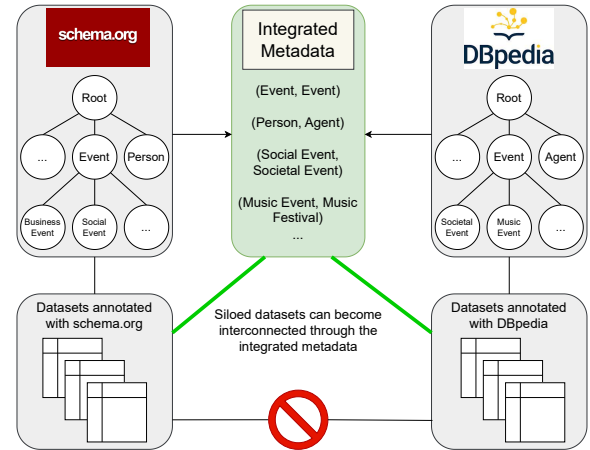 schema.org
Root
...
Event
Person
Business
Event
Social
Event
...
Datasets annotated
with schema.org
Integrated
Metadata
(Event, Event)
(Person, Agent)
(Social Event,
Societal Event)
(Music Event, Music
Festival)
...
Siloed datasets can become
interconnected through the
integrated metadata
DBpedia
Root
...
Event
Agent
Societal
Event
Music
Event
...
Datasets annotated
with DBpedia